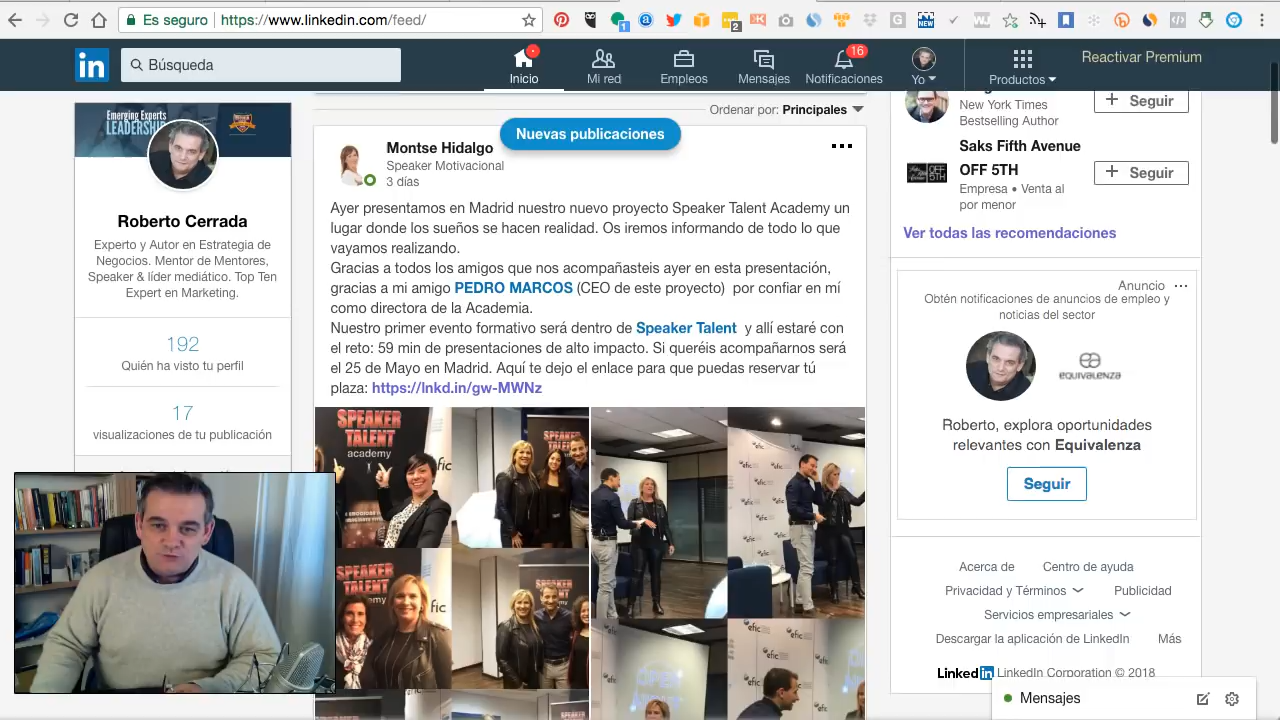 Es seguro
https://www.linkedin.com/feed/
in
Búsqueda
Inicio
Mi red
Empleos
Mensajes
16
Notificaciones
Yo
Productos
Reactivar Premium
Emerging Experts
LEADERSHIP
Roberto Cerrada
Experto y Autor en Estrategia de
Negocios. Mentor de Mentores,
Speaker & líder mediático. Top Ten
Expert en Marketing.
192
Quién ha visto tu perfil
17
visualizaciones de tu publicación
Ordenar por: Principales
Nuevas publicaciones
Montse Hidalgo
Speaker Motivacional
3 días
Ayer presentamos en Madrid nuestro nuevo proyecto Speaker Talent Academy un
lugar donde los sueños se hacen realidad. Os iremos informando de todo lo que
vayamos realizando.
Gracias a todos los amigos que nos acompañasteis ayer en esta presentación,
gracias a mi amigo PEDRO MARCOS (CEO de este proyecto) por confiar en mí
como directora de la Academia.
Nuestro primer evento formativo será dentro de Speaker Talent y allí estaré con
el reto: 59 min de presentaciones de alto impacto. Si queréis acompañarnos será
el 25 de Mayo en Madrid. Aquí te dejo el enlace para que puedas reservar tú
plaza: https://lnkd.in/gw-MWNz
SPEAKER
TALENT
academy
SPEAKER
TALENT
efic
New York Times
Bestselling Author
+ Seguir
Saks Fifth Avenue
OFF 5TH
Empresa • Venta al
por menor
+ Seguir
Ver todas las recomendaciones
Anuncio
Obtén notificaciones de anuncios de empleo y
noticias del sector
equivalenza
Roberto, explora oportunidades
relevantes con Equivalenza
Seguir
Acerca de
Centro de ayuda
Privacidad y Términos
Publicidad
Servicios empresariales
Descargar la aplicación de LinkedIn
Más
Linked in LinkedIn Corporation © 2018
Mensajes